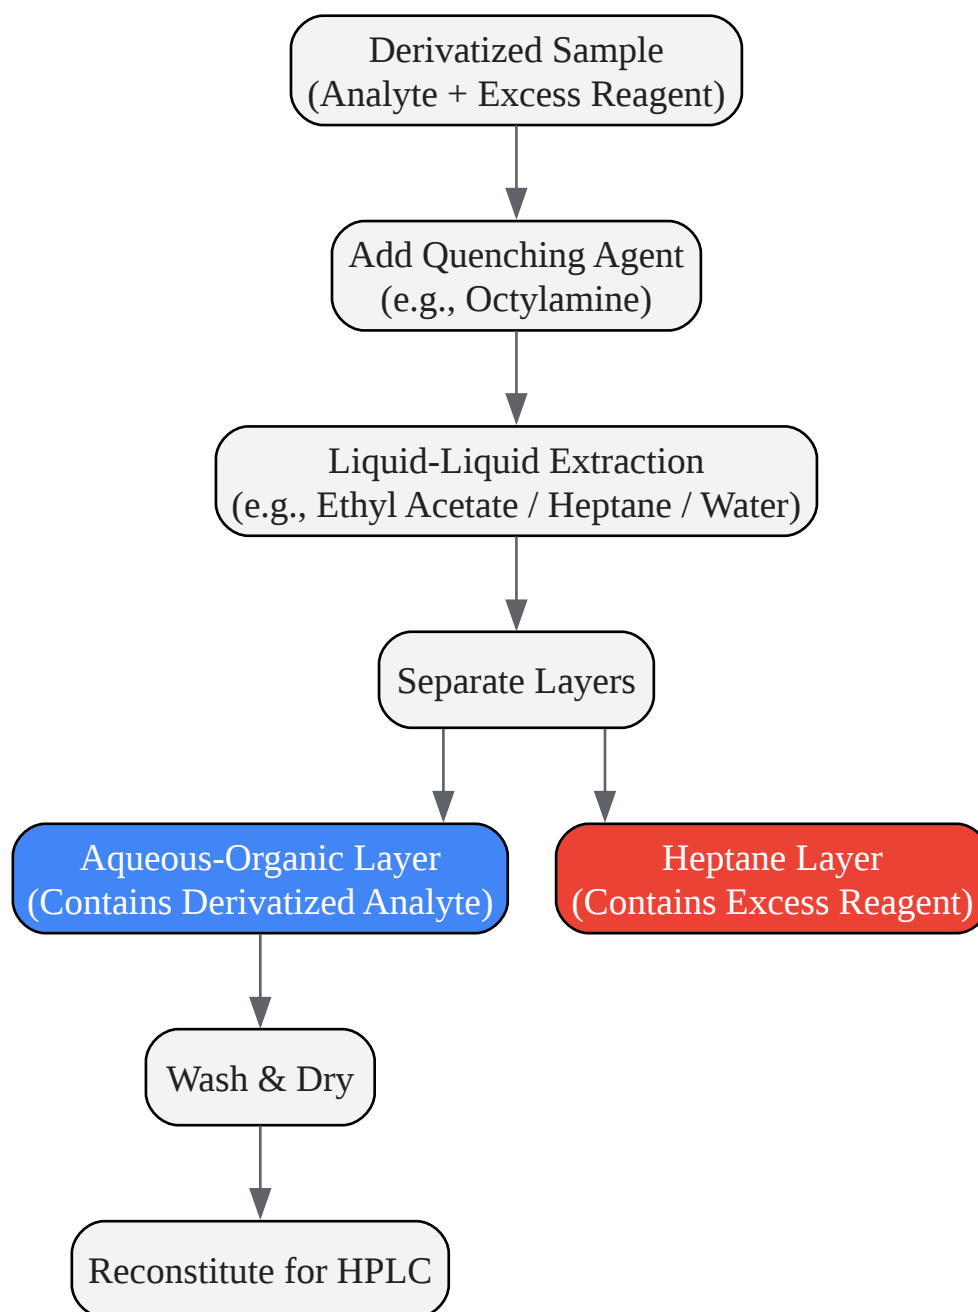 Derivatized Sample
(Analyte + Excess Reagent)
Add Quenching Agent
(e.g., Octylamine)
Liquid-Liquid Extraction
(e.g., Ethyl Acetate / Heptane / Water)
Separate Layers
Aqueous-Organic Layer
(Contains Derivatized Analyte)
Heptane Layer
(Contains Excess Reagent)
Wash & Dry
Reconstitute for HPLC